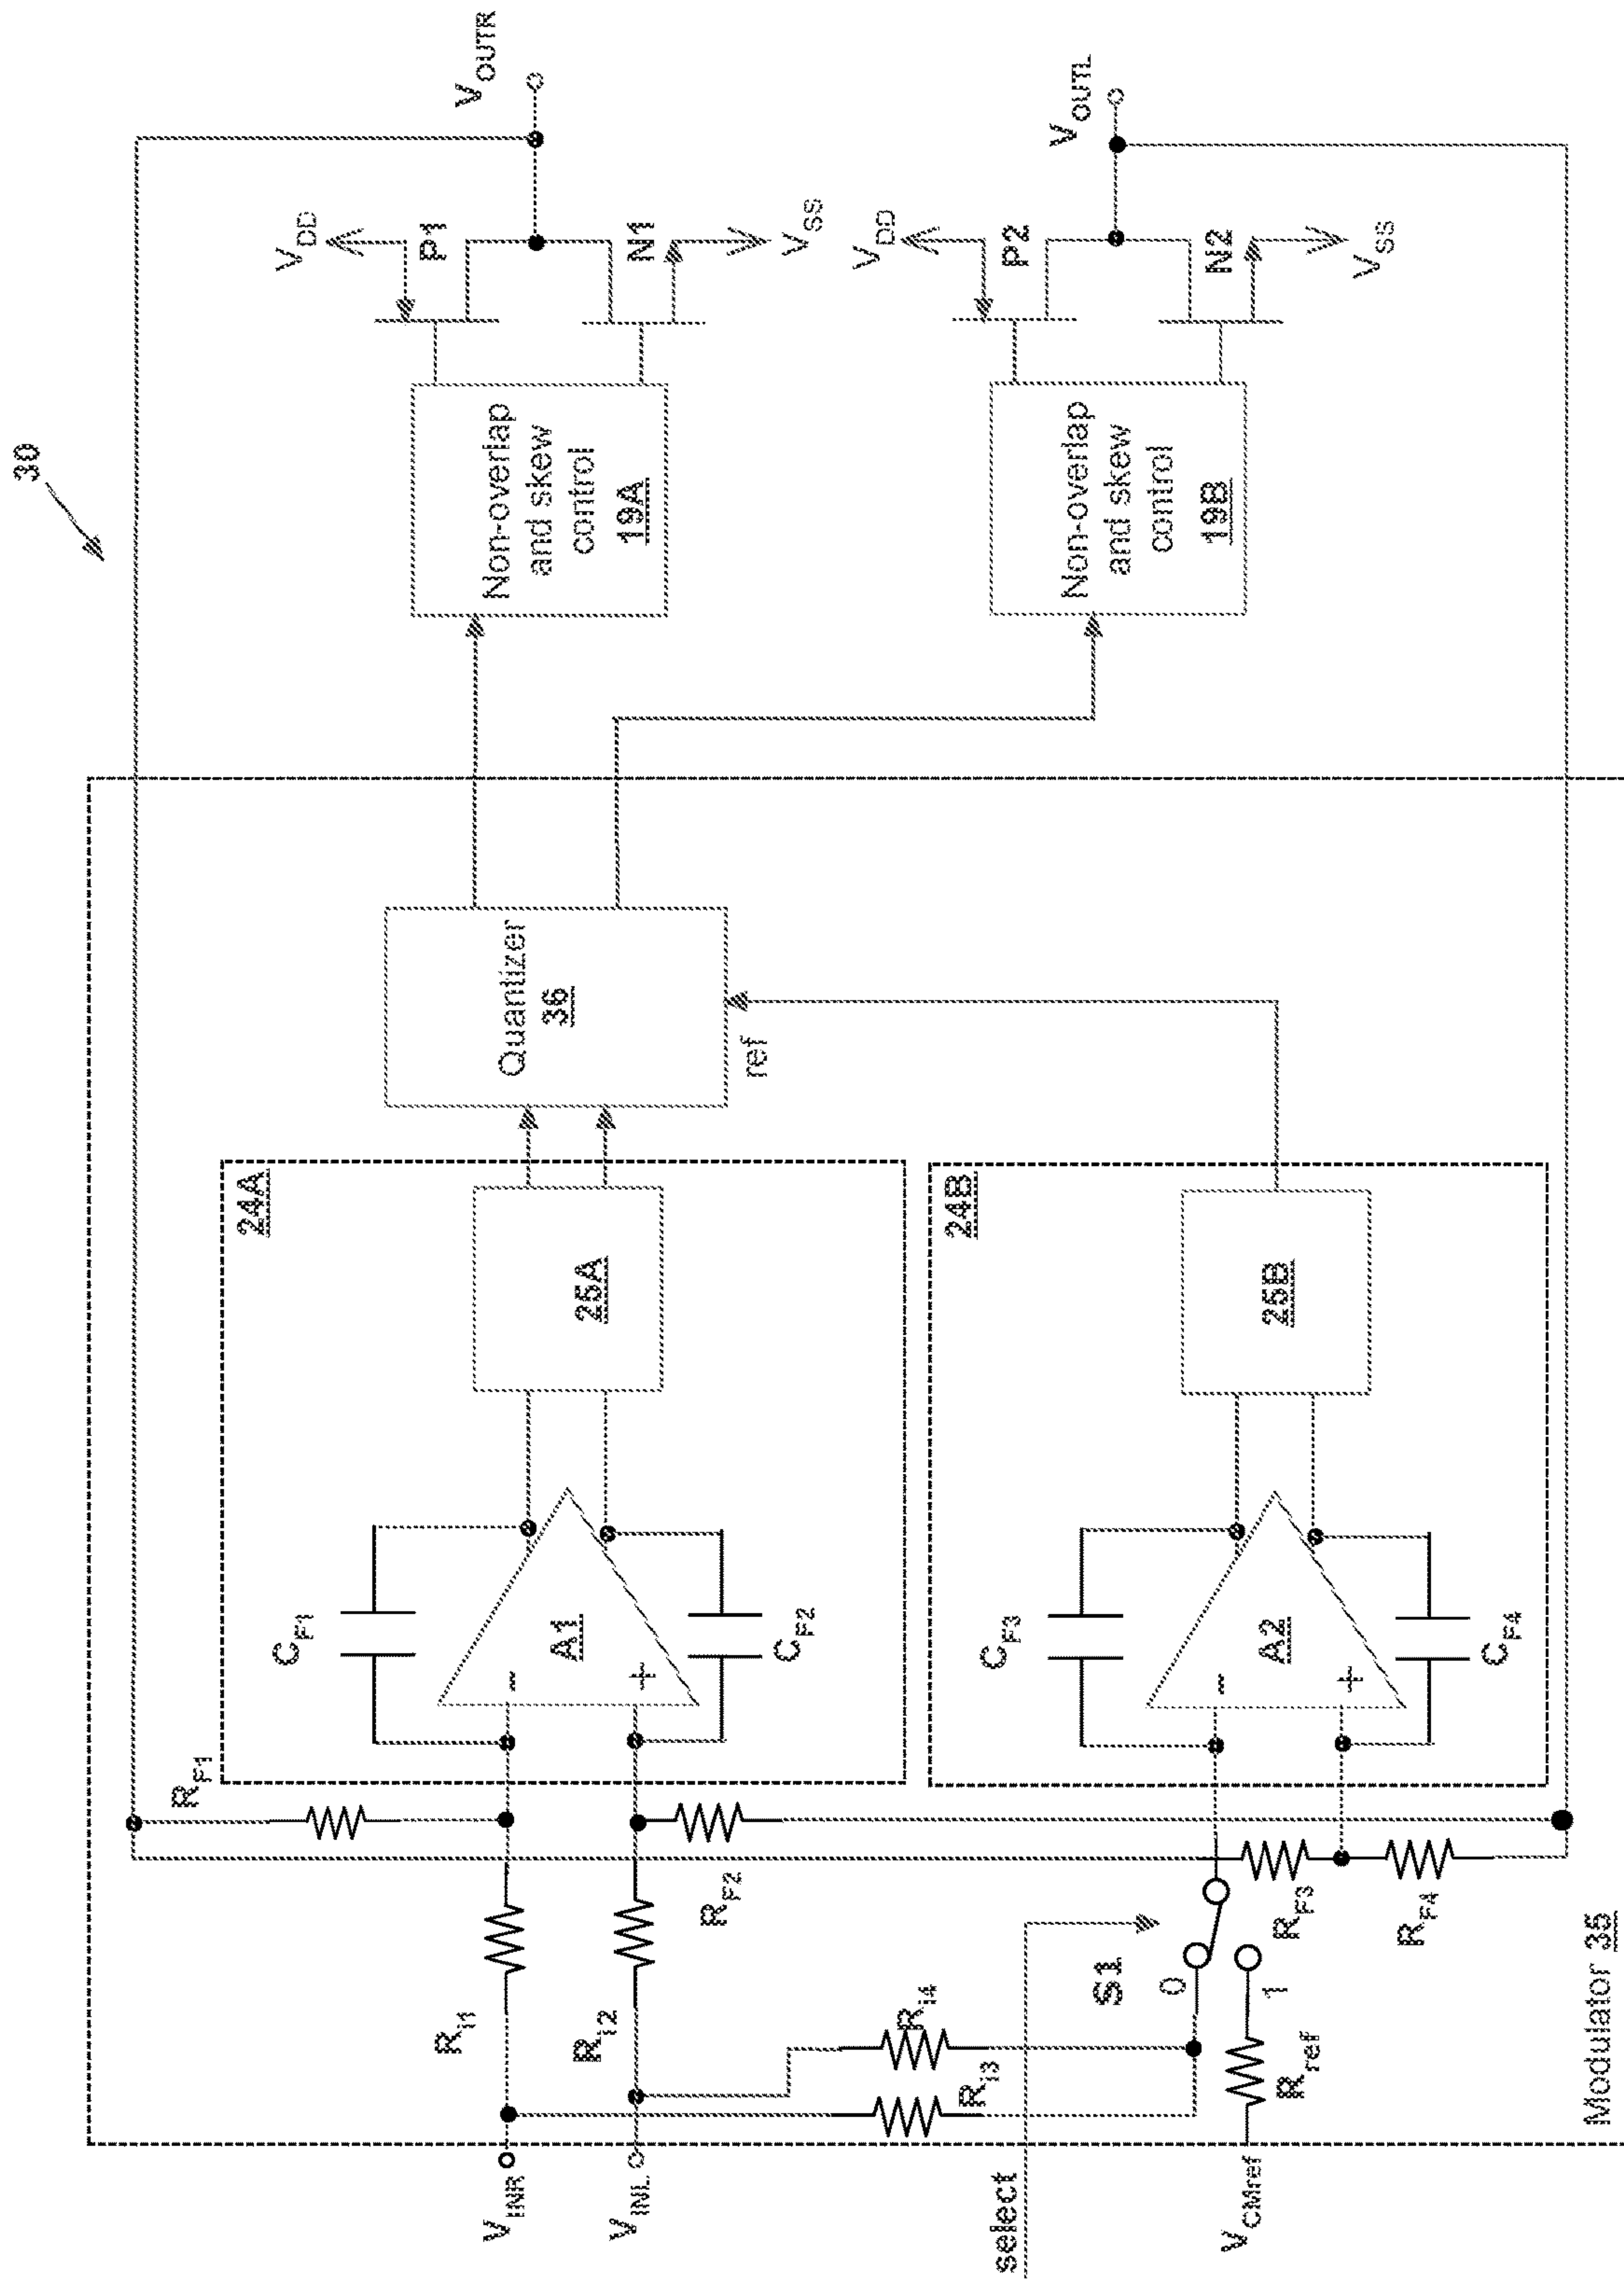 30
V_INR
V_INL
select
V_CMref
R_i1
R_i2
R_i3
R_i4
R_ref
S1
0
1
R_F1
R_F2
R_F3
R_F4
24A
C_F1
-
A1
+
C_F2
25A
24B
C_F3
-
A2
+
C_F4
25B
Quantizer
36
ref
Non-overlap
and skew
control
19A
V_DD
P1
N1
V_SS
V_OUTR
Non-overlap
and skew
control
19B
V_DD
P2
N2
V_SS
V_OUTL
Modulator 35